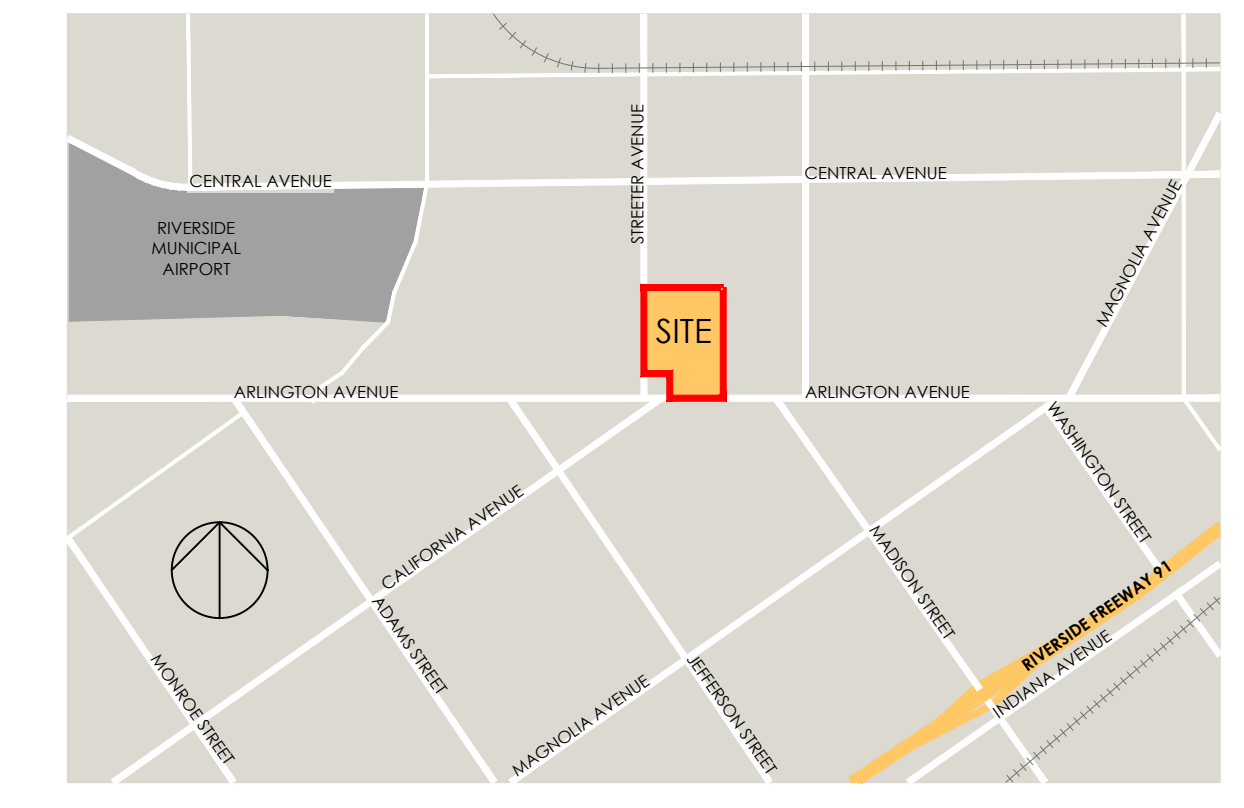 STREETER AVENUE
CENTRAL AVENUE
CENTRAL AVENUE
MAGNOLIA AVENUE
RIVERSIDE
MUNICIPAL
AIRPORT
SITE
ARLINGTON AVENUE
ARLINGTON AVENUE
WASHINGTON STREET
CALIFORNIA AVENUE
MADISON STREET
RIVERSIDE FREEWAY 91
ADAMS STREET
INDIANA AVENUE
MONROE STREET
MAGNOLIA AVENUE
JEFFERSON STREET